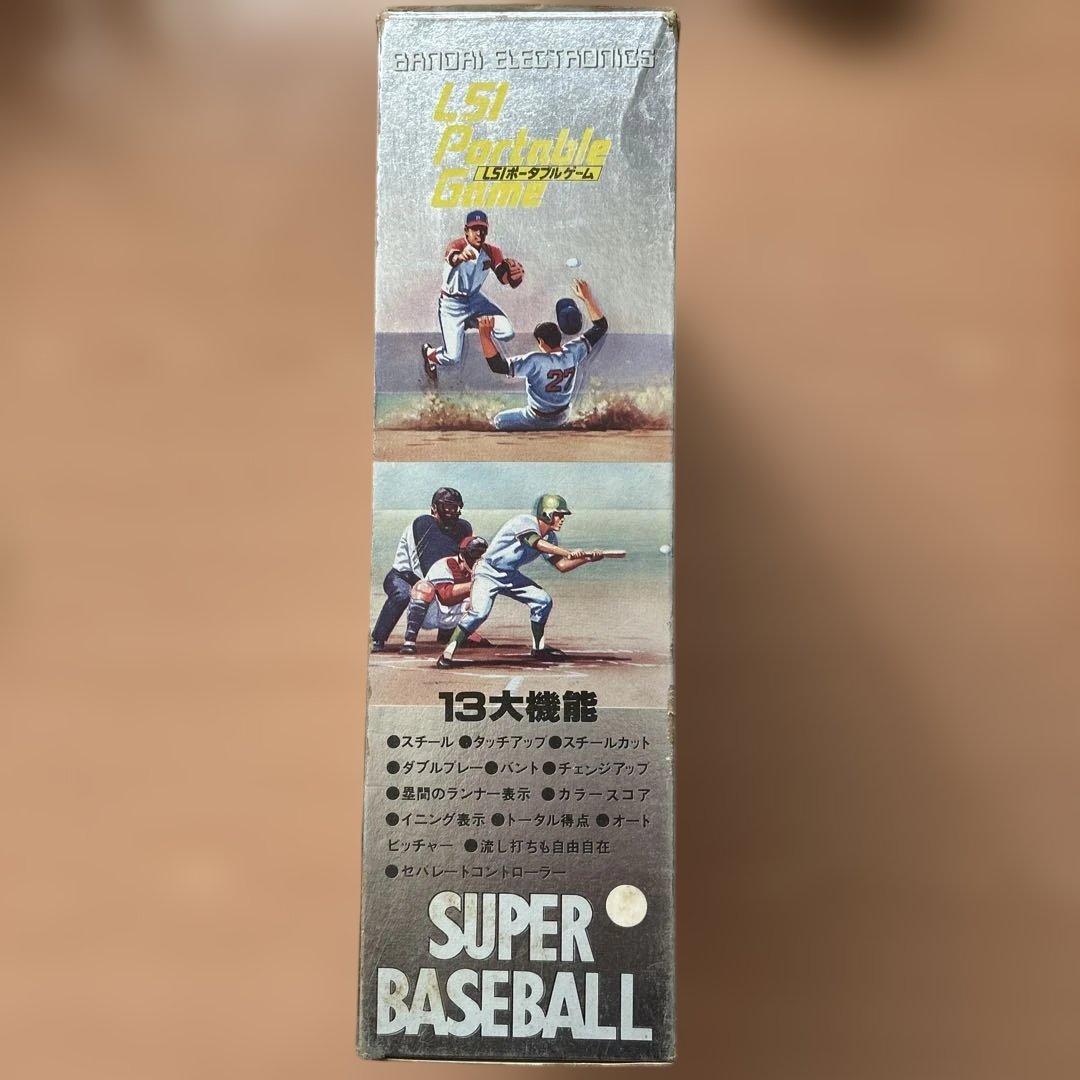 BANDAI ELECTRONICS
LSI
Portable
LSIポータブルゲーム
Game
27
13大機能
●スチール ●タッチアップ ●スチールカット
●ダブルプレー ●バント ●チェンジアップ
●塁間のランナー表示 ●カラースコア
●イニング表示 ●トータル得点 ●オート
ピッチャー ●流し打ちも自由自在
●セパレートコントローラー
SUPER
BASEBALL